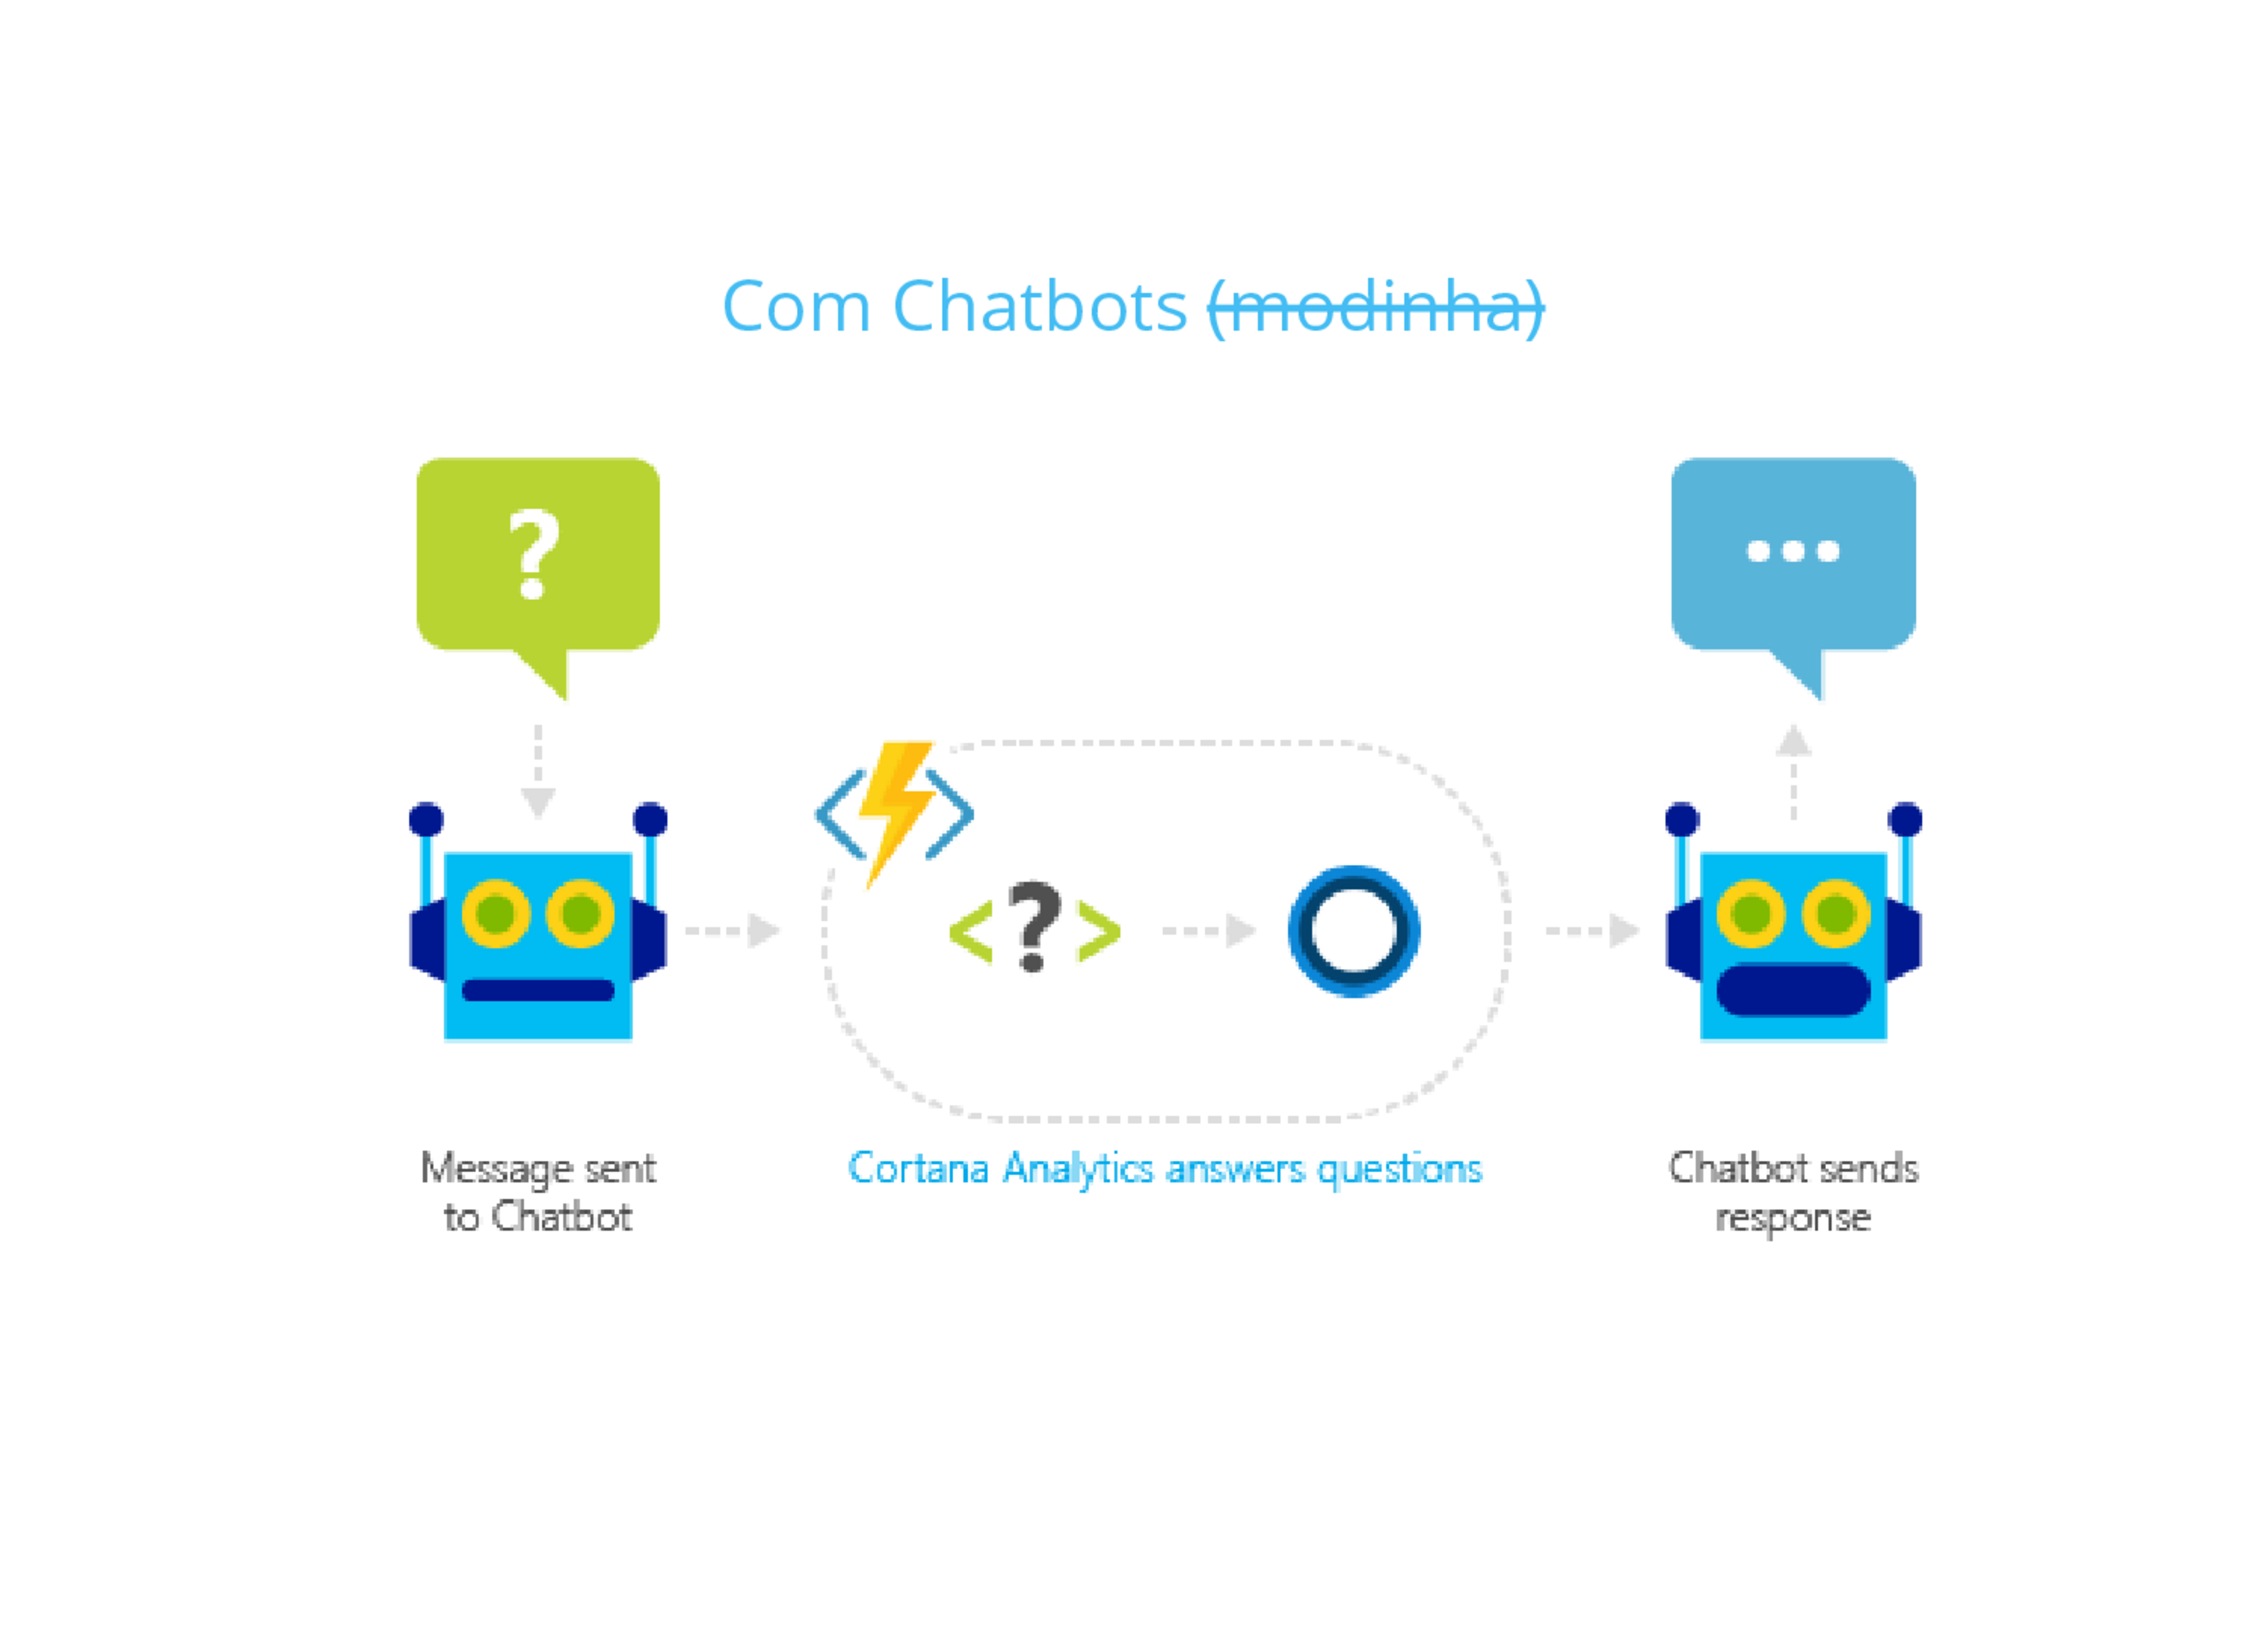 Com Chatbots (modinha)
?
...
<?>
Message sent
to Chatbot
Cortana Analytics answers questions
Chatbot sends
response